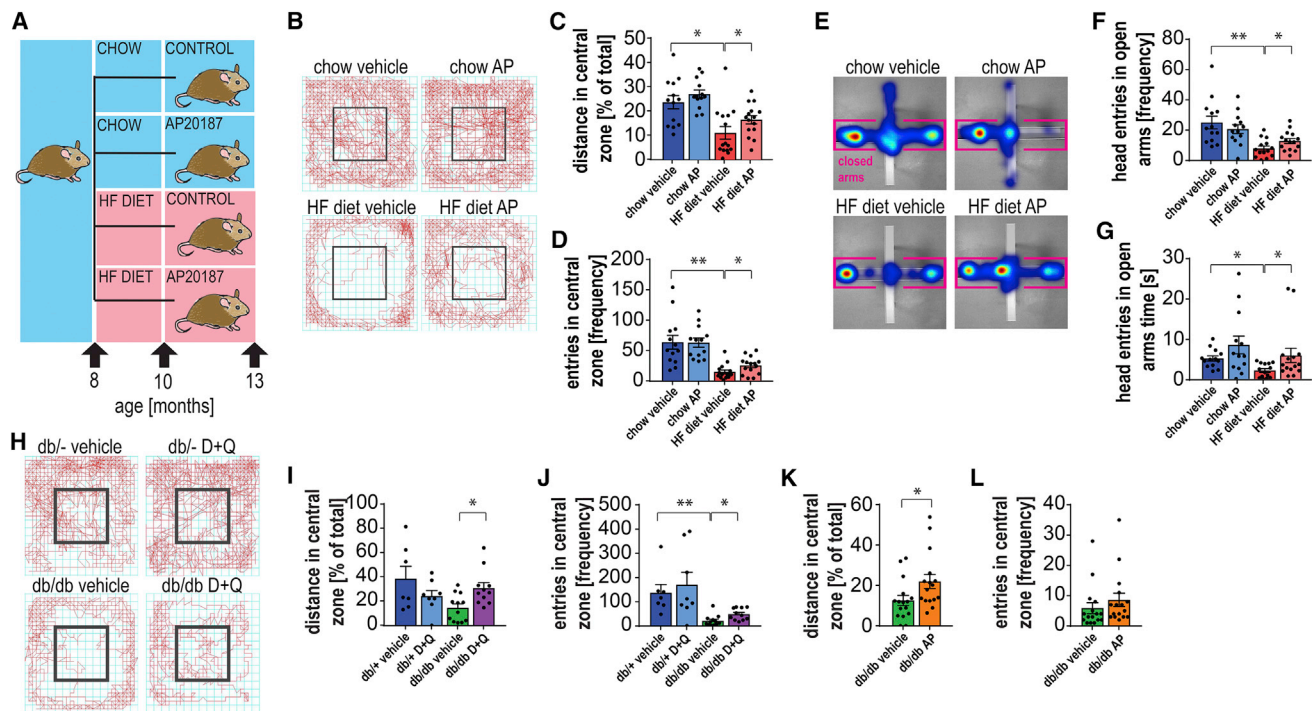 A
CHOW
CONTROL
CHOW
AP20187
HF DIET
CONTROL
HF DIET
AP20187
8
10
13
age [months]
B
chow vehicle
chow AP
HF diet vehicle
HF diet AP
C
distance in central
zone [% of total]
50
40
30
20
10
0
*
*
chow vehicle
chow AP
HF diet vehicle
HF diet AP
D
entries in central
zone [frequency]
200
150
100
50
0
**
*
chow vehicle
chow AP
HF diet vehicle
HF diet AP
E
chow vehicle
chow AP
closed
arms
HF diet vehicle
HF diet AP
F
head entries in open
arms [frequency]
80
60
40
20
0
**
*
chow vehicle
chow AP
HF diet vehicle
HF diet AP
G
head entries in open
arms time [s]
30
20
10
0
*
*
chow vehicle
chow AP
HF diet vehicle
HF diet AP
H
db/- vehicle
db/- D+Q
db/db vehicle
db/db D+Q
I
distance in central
zone [% of total]
100
80
60
40
20
0
*
db/+ vehicle
db/+ D+Q
db/db vehicle
db/db D+Q
J
entries in central
zone [frequency]
500
400
300
200
100
0
**
*
db/+ vehicle
db/+ D+Q
db/db vehicle
db/db D+Q
K
distance in central
zone [% of total]
60
40
20
0
*
db/db vehicle
db/db AP
L
entries in central
zone [frequency]
40
30
20
10
0
db/db vehicle
db/db AP